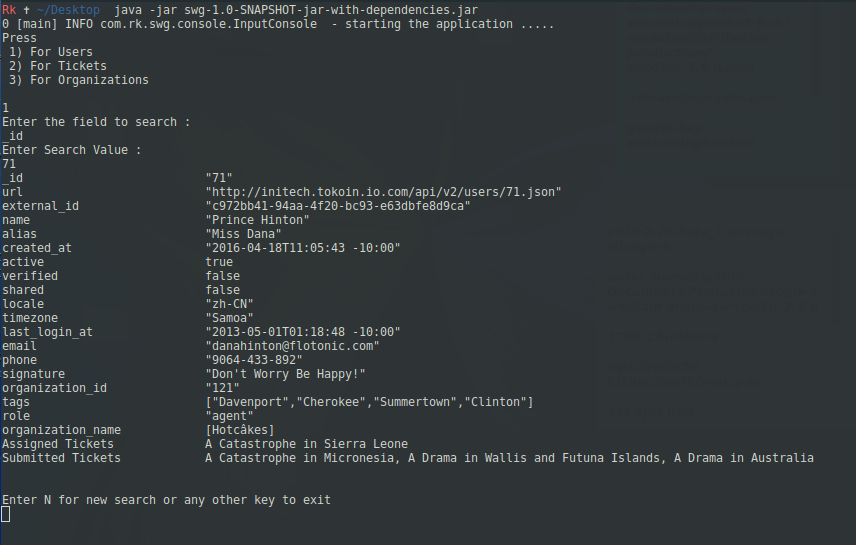 Rk ✝ ~/Desktop java -jar swg-1.0-SNAPSHOT-jar-with-dependencies.jar
0 [main] INFO com.rk.swg.console.InputConsole  - starting the application .....
Press
 1) For Users
 2) For Tickets
 3) For Organizations
1
Enter the field to search :
_id
Enter Search Value :
71
_id "71"
url "http://initech.tokoin.io.com/api/v2/users/71.json"
external_id "c972bb41-94aa-4f20-bc93-e63dbfe8d9ca"
name "Prince Hinton"
alias "Miss Dana"
created_at "2016-04-18T11:05:43 -10:00"
active true
verified false
shared false
locale "zh-CN"
timezone "Samoa"
last_login_at "2013-05-01T01:18:48 -10:00"
email "danahinton@flotonic.com"
phone "9064-433-892"
signature "Don't Worry Be Happy!"
organization_id "121"
tags ["Davenport","Cherokee","Summertown","Clinton"]
role "agent"
organization_name [Hotcâkes]
Assigned Tickets A Catastrophe in Sierra Leone
Submitted Tickets A Catastrophe in Micronesia, A Drama in Wallis and Futuna Islands, A Drama in Australia
Enter N for new search or any other key to exit